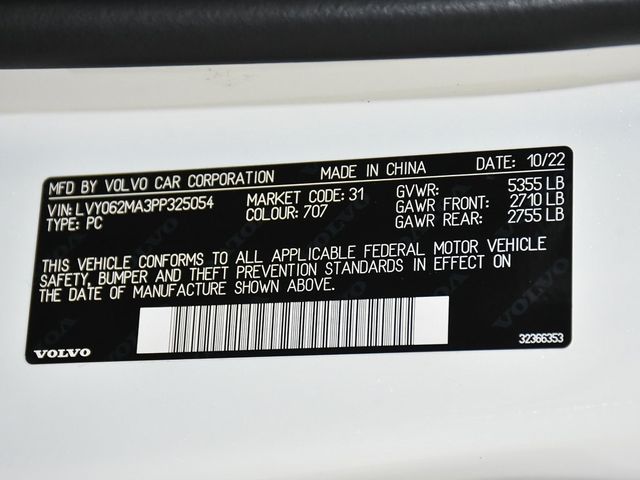 MFD BY VOLVO CAR CORPORATION MADE IN CHINA DATE: 10/22
VIN: LVY062MA3PP325054 MARKET CODE: 31 GVWR: 5355 LB
TYPE: PC COLOUR: 707 GAWR FRONT: 2710 LB
GAWR REAR: 2755 LB
THIS VEHICLE CONFORMS TO ALL APPLICABLE FEDERAL MOTOR VEHICLE
SAFETY, BUMPER AND THEFT PREVENTION STANDARDS IN EFFECT ON
THE DATE OF MANUFACTURE SHOWN ABOVE.
VOLVO 32366353